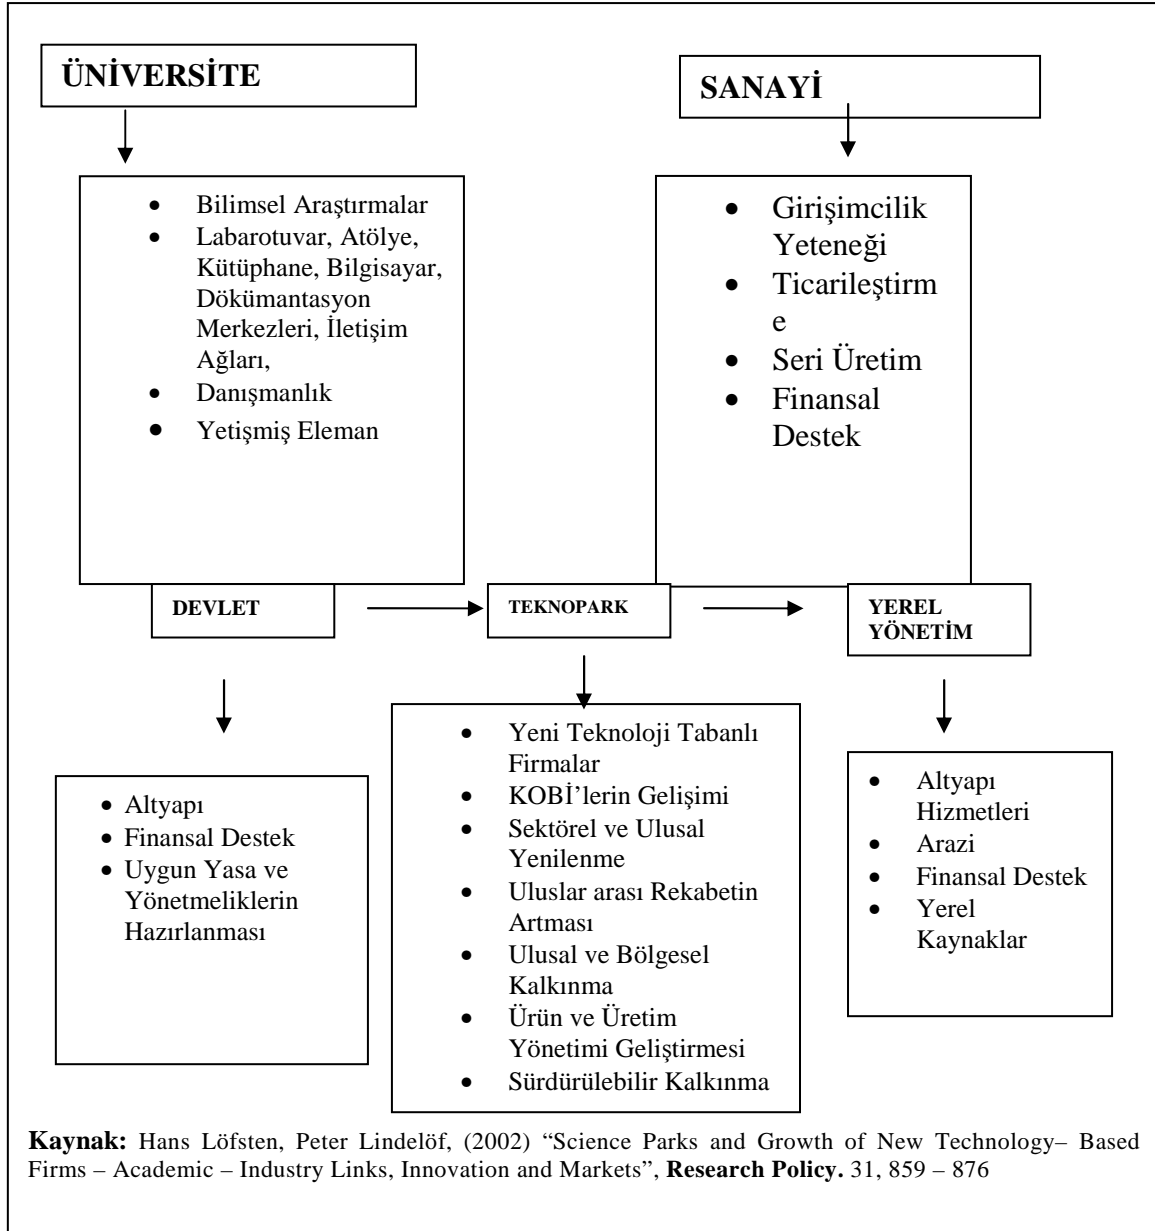 ÜNİVERSİTE
SANAYİ
• Bilimsel Araştırmalar
• Labarotuvar, Atölye,
Kütüphane, Bilgisayar,
Dökümantasyon
Merkezleri, İletişim
Ağları,
• Danışmanlık
• Yetişmiş Eleman
• Girişimcilik
Yeteneği
• Ticarileştirm
e
• Seri Üretim
• Finansal
Destek
DEVLET
TEKNOPARK
YEREL
YÖNETİM
• Altyapı
• Finansal Destek
• Uygun Yasa ve
Yönetmeliklerin
Hazırlanması
• Yeni Teknoloji Tabanlı
Firmalar
• KOBİ’lerin Gelişimi
• Sektörel ve Ulusal
Yenilenme
• Uluslar arası Rekabetin
Artması
• Ulusal ve Bölgesel
Kalkınma
• Ürün ve Üretim
Yönetimi Geliştirmesi
• Sürdürülebilir Kalkınma
• Altyapı
Hizmetleri
• Arazi
• Finansal Destek
• Yerel
Kaynaklar
Kaynak: Hans Löfsten, Peter Lindelöf, (2002) “Science Parks and Growth of New Technology– Based
Firms – Academic – Industry Links, Innovation and Markets”, Research Policy. 31, 859 – 876